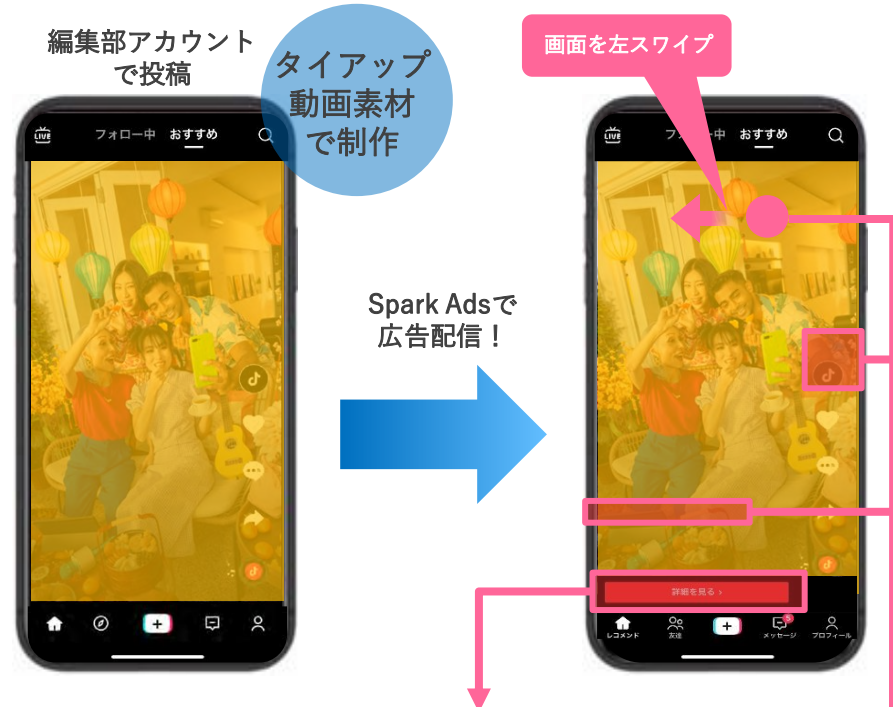 編集部アカウント
で投稿
タイアップ
動画素材
で制作
画面を左スワイプ
LIVE
フォロー中 おすすめ
LIVE
フォロー中 おすすめ
Spark Adsで
広告配信！
詳細を見る ›
レコメンド
友達
5
メッセージ
プロフィール